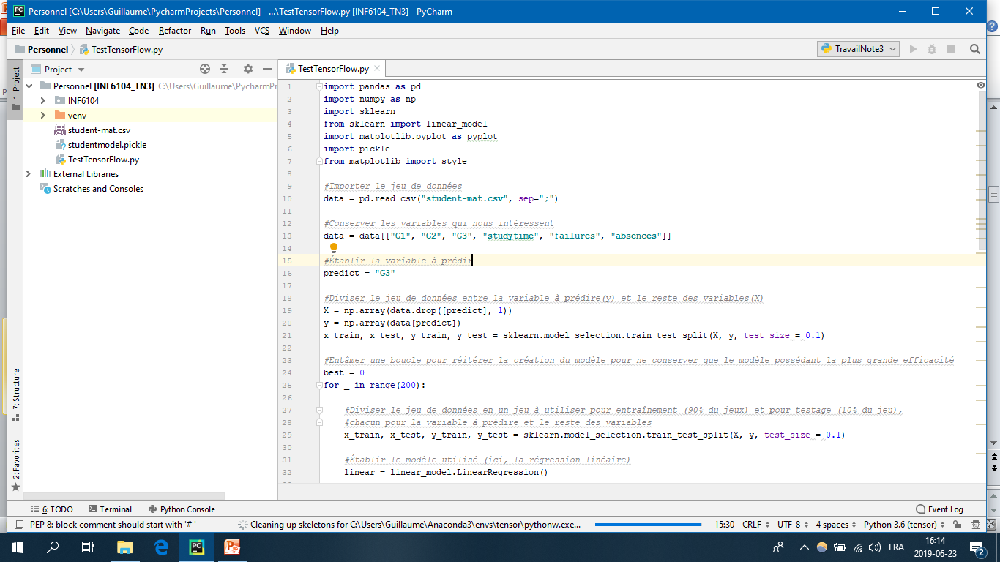 Personnel [C:\Users\Guillaume\PycharmProjects\Personnel] - ...\TestTensorFlow.py [INF6104_TN3] - PyCharm
File Edit View Navigate Code Refactor Run Tools VCS Window Help
Personnel TestTensorFlow.py TravailNote3
Project TestTensorFlow.py
1: Project
Personnel [INF6104_TN3] C:\Users\Guillaume\PycharmPr
INF6104
venv
student-mat.csv
studentmodel.pickle
TestTensorFlow.py
External Libraries
Scratches and Consoles
7: Structure
2: Favorites
1 import pandas as pd
2 import numpy as np
3 import sklearn
4 from sklearn import linear_model
5 import matplotlib.pyplot as pyplot
6 import pickle
7 from matplotlib import style
8
9 #Importer le jeu de données
10 data = pd.read_csv("student-mat.csv", sep=";")
11
12 #Conserver les variables qui nous intéressent
13 data = data[["G1", "G2", "G3", "studytime", "failures", "absences"]]
14
15 #Établir la variable à prédir
16 predict = "G3"
17
18 #Diviser le jeu de données entre la variable à prédire(y) et le reste des variables(X)
19 X = np.array(data.drop([predict], 1))
20 y = np.array(data[predict])
21 x_train, x_test, y_train, y_test = sklearn.model_selection.train_test_split(X, y, test_size = 0.1)
22
23 #Entâmer une boucle pour réitérer la création du modèle pour ne conserver que le modèle possédant la plus grande efficacité
24 best = 0
25 for _ in range(200):
26
27 #Diviser le jeu de données en un jeu à utiliser pour entraînement (90% du jeux) et pour testage (10% du jeu),
28 #chacun pour la variable à prédire et le reste des variables
29 x_train, x_test, y_train, y_test = sklearn.model_selection.train_test_split(X, y, test_size = 0.1)
30
31 #Établir le modèle utilisé (ici, la régression linéaire)
32 linear = linear_model.LinearRegression()
6: TODO Terminal Python Console Event Log
PEP 8: block comment should start with '# ' Cleaning up skeletons for C:\Users\Guillaume\Anaconda3\envs\tensor\pythonw.exe... 15:30 CRLF UTF-8 4 spaces Python 3.6 (tensor)
FRA 16:14
2019-06-23
2